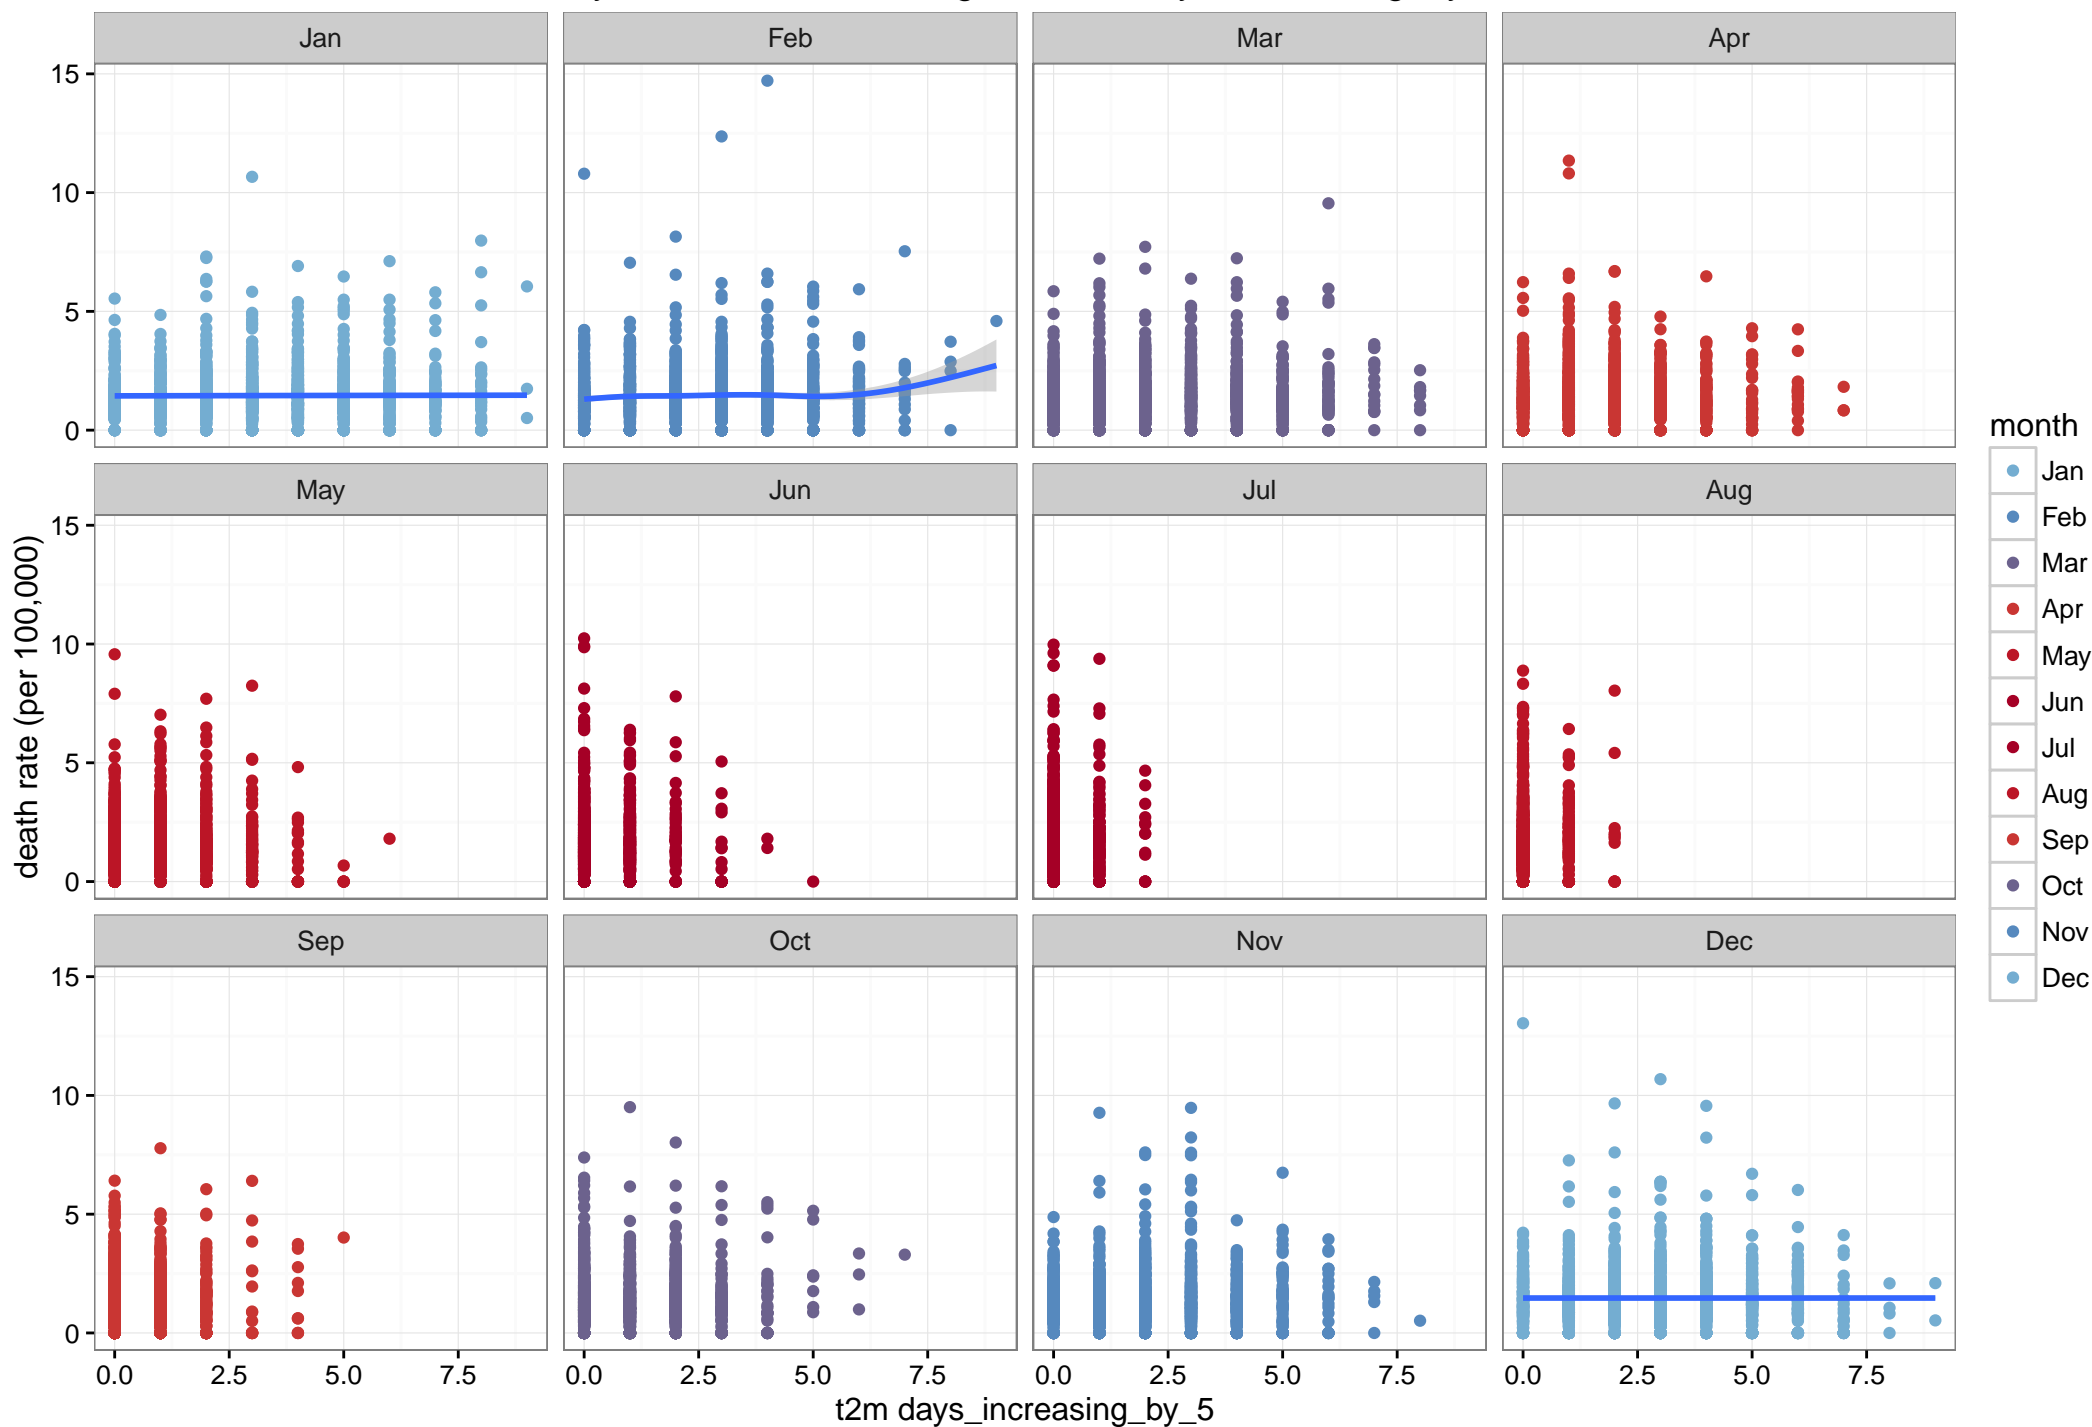 Jan Feb Mar Apr
15
10
5
0
May Jun Jul Aug
15
10
5
0
death rate (per 100,000)
Sep Oct Nov Dec
15
10
5
0
0.0 2.5 5.0 7.5 0.0 2.5 5.0 7.5 0.0 2.5 5.0 7.5 0.0 2.5 5.0 7.5
t2m days_increasing_by_5
month
Jan
Feb
Mar
Apr
May
Jun
Jul
Aug
Sep
Oct
Nov
Dec